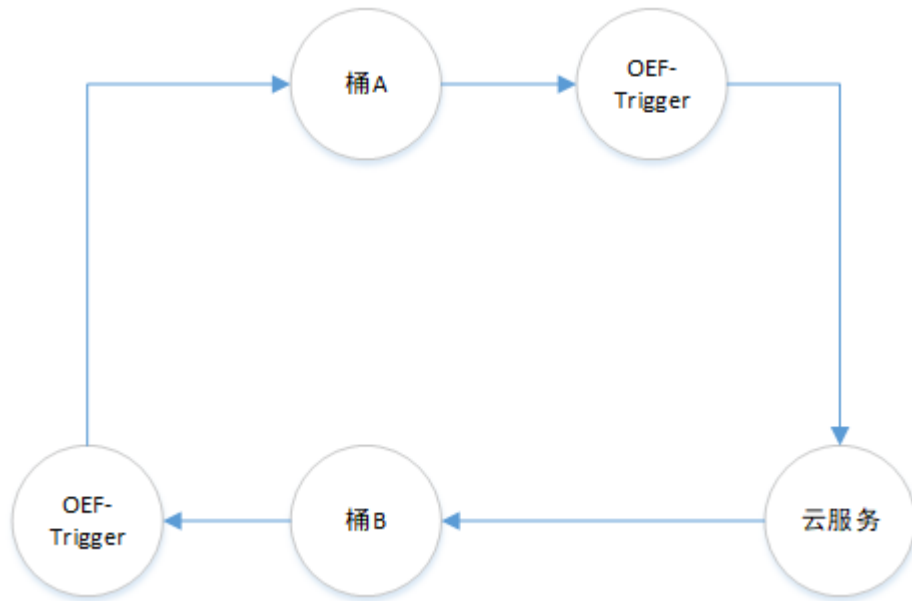 桶A
OEF-
Trigger
OEF-
Trigger
桶B
云服务